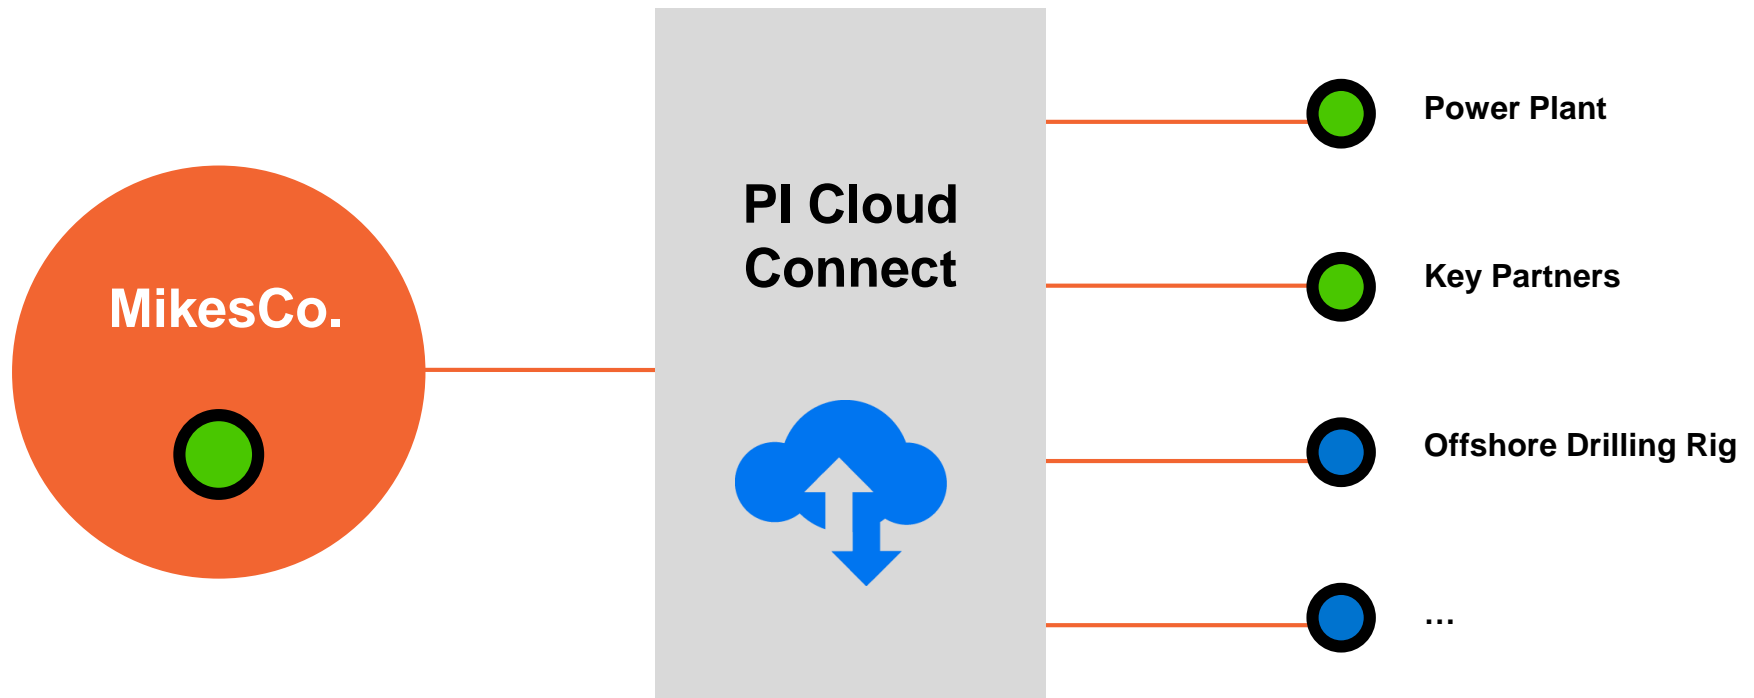 MikesCo.
PI Cloud
Connect
Power Plant
Key Partners
Offshore Drilling Rig
...